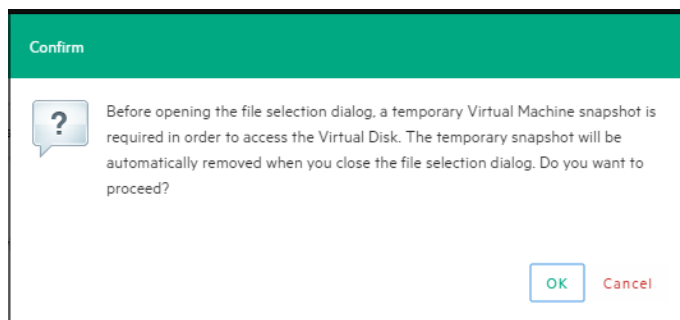 Confirm
?
Before opening the file selection dialog, a temporary Virtual Machine snapshot is
required in order to access the Virtual Disk. The temporary snapshot will be
automatically removed when you close the file selection dialog. Do you want to
proceed?
OK Cancel